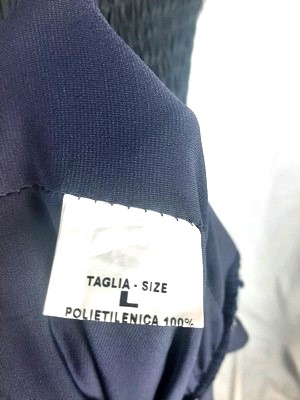 TAGLIA - SIZE
L
POLIETILENICA 100%